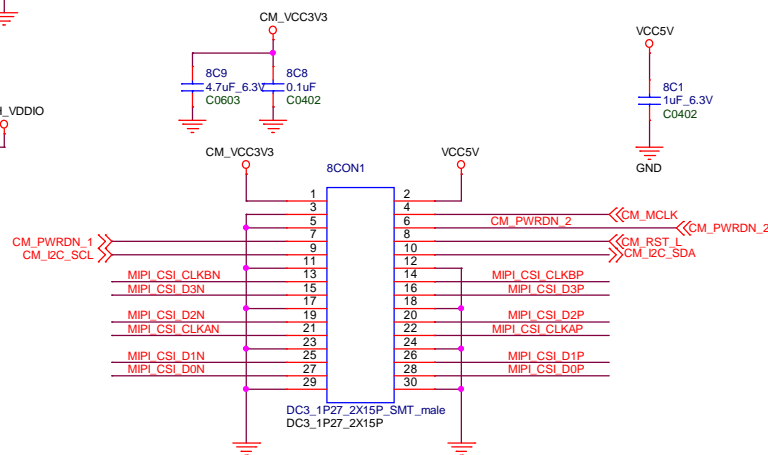 CM_VCC3V3
VCC5V
8C9
4.7uF_6.3V
C0603
8C8
0.1uF
C0402
8C1
1uF_6.3V
C0402
_VDDIO
GND
CM_VCC3V3
8CON1
VCC5V
1 2
3 4 CM_MCLK
5 6 CM_PWRDN_2 CM_PWRDN_2
CM_PWRDN_1 7 8 CM_RST_L
CM_I2C_SCL 9 10 CM_I2C_SDA
11 12
MIPI_CSI_CLKBN 13 14 MIPI_CSI_CLKBP
MIPI_CSI_D3N 15 16 MIPI_CSI_D3P
17 18
MIPI_CSI_D2N 19 20 MIPI_CSI_D2P
MIPI_CSI_CLKAN 21 22 MIPI_CSI_CLKAP
23 24
MIPI_CSI_D1N 25 26 MIPI_CSI_D1P
MIPI_CSI_D0N 27 28 MIPI_CSI_D0P
29 30
DC3_1P27_2X15P_SMT_male
DC3_1P27_2X15P